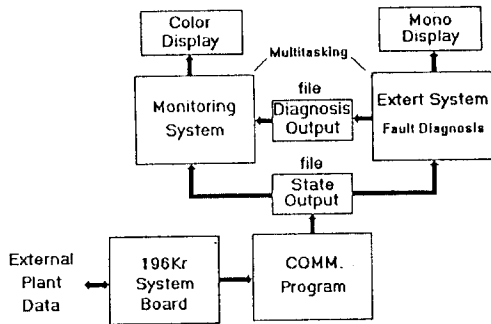 Color
Display
Mono
Display
Multitasking
Monitoring
System
file
Diagnosis
Output
Extert System
Fault Diagnosis
file
State
Output
External
Plant
Data
196Kr
System
Board
COMM.
Program